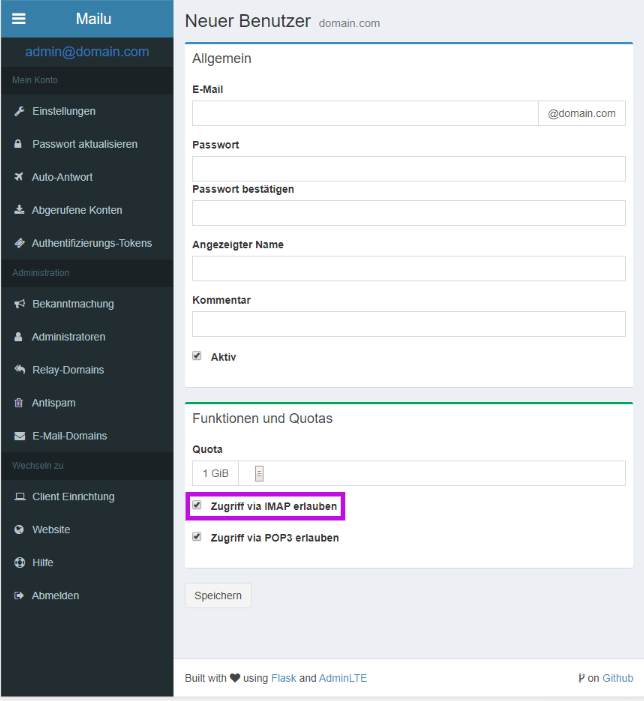 Mailu
admin@domain.com
Mein Konto
Einstellungen
Passwort aktualisieren
Auto-Antwort
Abgerufene Konten
Authentifizierungs-Tokens
Administration
Bekanntmachung
Administratoren
Relay-Domains
Antispam
E-Mail-Domains
Wechseln zu
Client Einrichtung
Website
Hilfe
Abmelden
Neuer Benutzer domain.com
Allgemein
E-Mail
@domain.com
Passwort
Passwort bestätigen
Angezeigter Name
Kommentar
Aktiv
Funktionen und Quotas
Quota
1 GiB
Zugriff via IMAP erlauben
Zugriff via POP3 erlauben
Speichern
Built with ♥ using Flask and AdminLTE
on Github